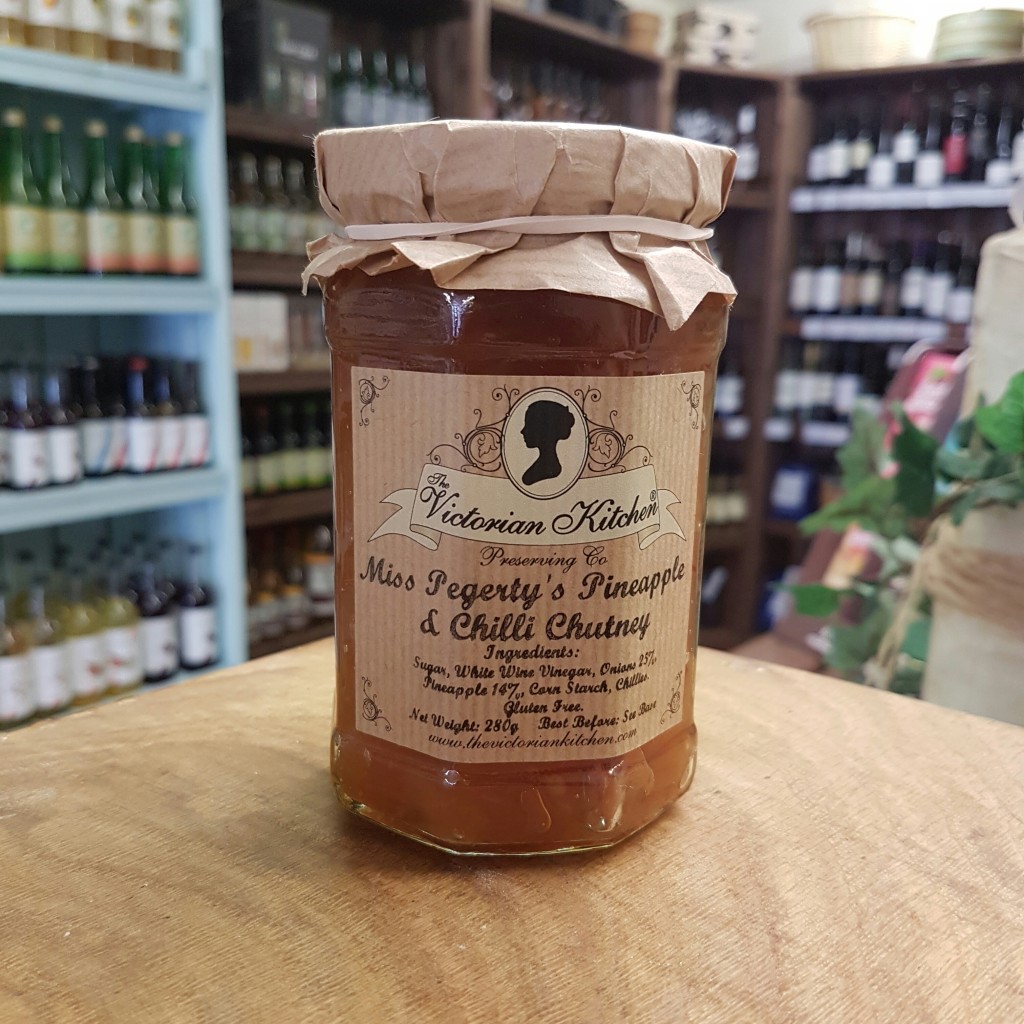 The
Victorian Kitchen®
Preserving Co
Miss Pegerty's Pineapple
& Chilli Chutney
Ingredients:
Sugar, White Wine Vinegar, Onions 25%,
Pineapple 14%, Corn Starch, Chillies.
Gluten Free.
Net Weight: 280g Best Before: See Base
www.thevictoriankitchen.com